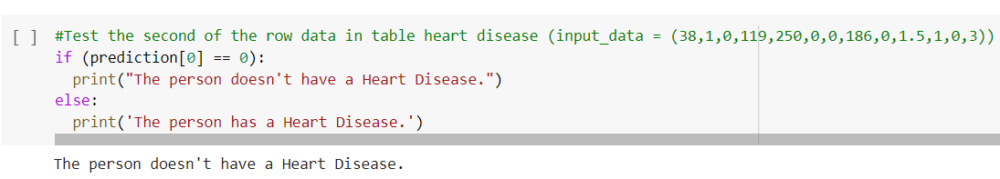 [ ] #Test the second of the row data in table heart disease (input_data = (38,1,0,119,250,0,0,186,0,1.5,1,0,3))
if (prediction[0] == 0):
  print("The person doesn't have a Heart Disease.")
else:
  print('The person has a Heart Disease.')
The person doesn't have a Heart Disease.